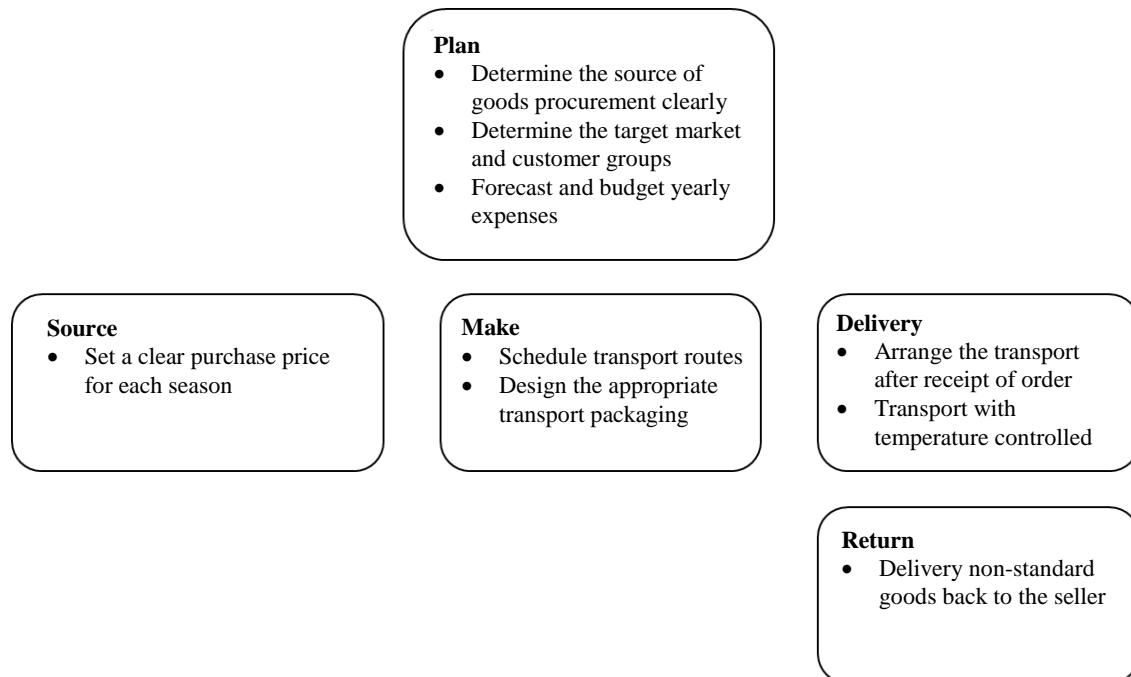 Plan
• Determine the source of
goods procurement clearly
• Determine the target market
and customer groups
• Forecast and budget yearly
expenses
Source
• Set a clear purchase price
for each season
Make
• Schedule transport routes
• Design the appropriate
transport packaging
Delivery
• Arrange the transport
after receipt of order
• Transport with
temperature controlled
Return
• Delivery non-standard
goods back to the seller